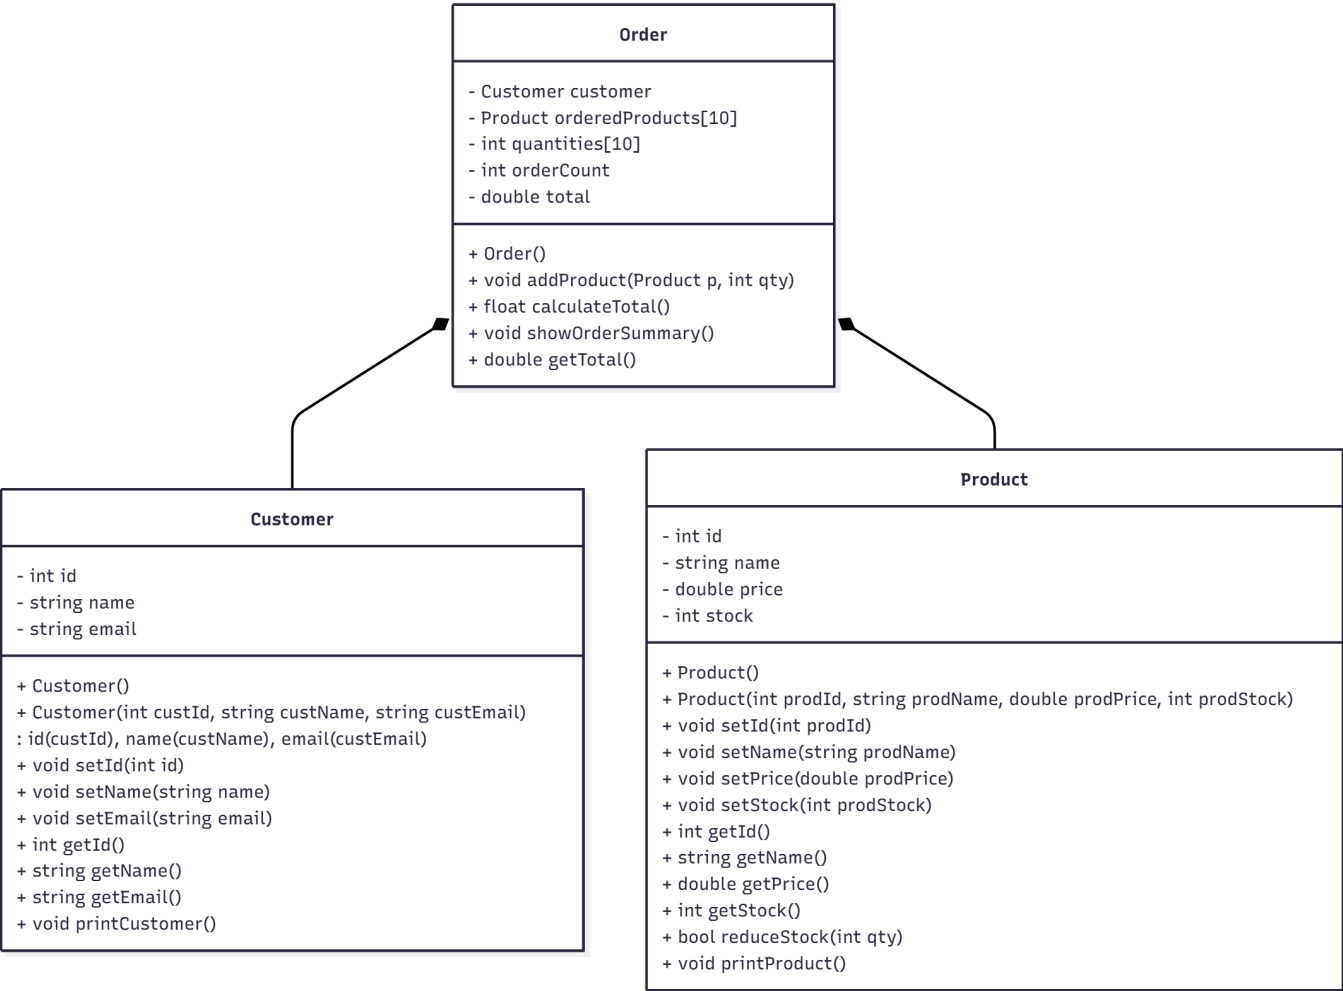 Order
- Customer customer
- Product orderedProducts[10]
- int quantities[10]
- int orderCount
- double total
+ Order()
+ void addProduct(Product p, int qty)
+ float calculateTotal()
+ void showOrderSummary()
+ double getTotal()
Customer
- int id
- string name
- string email
+ Customer()
+ Customer(int custId, string custName, string custEmail)
: id(custId), name(custName), email(custEmail)
+ void setId(int id)
+ void setName(string name)
+ void setEmail(string email)
+ int getId()
+ string getName()
+ string getEmail()
+ void printCustomer()
Product
- int id
- string name
- double price
- int stock
+ Product()
+ Product(int prodId, string prodName, double prodPrice, int prodStock)
+ void setId(int prodId)
+ void setName(string prodName)
+ void setPrice(double prodPrice)
+ void setStock(int prodStock)
+ int getId()
+ string getName()
+ double getPrice()
+ int getStock()
+ bool reduceStock(int qty)
+ void printProduct()